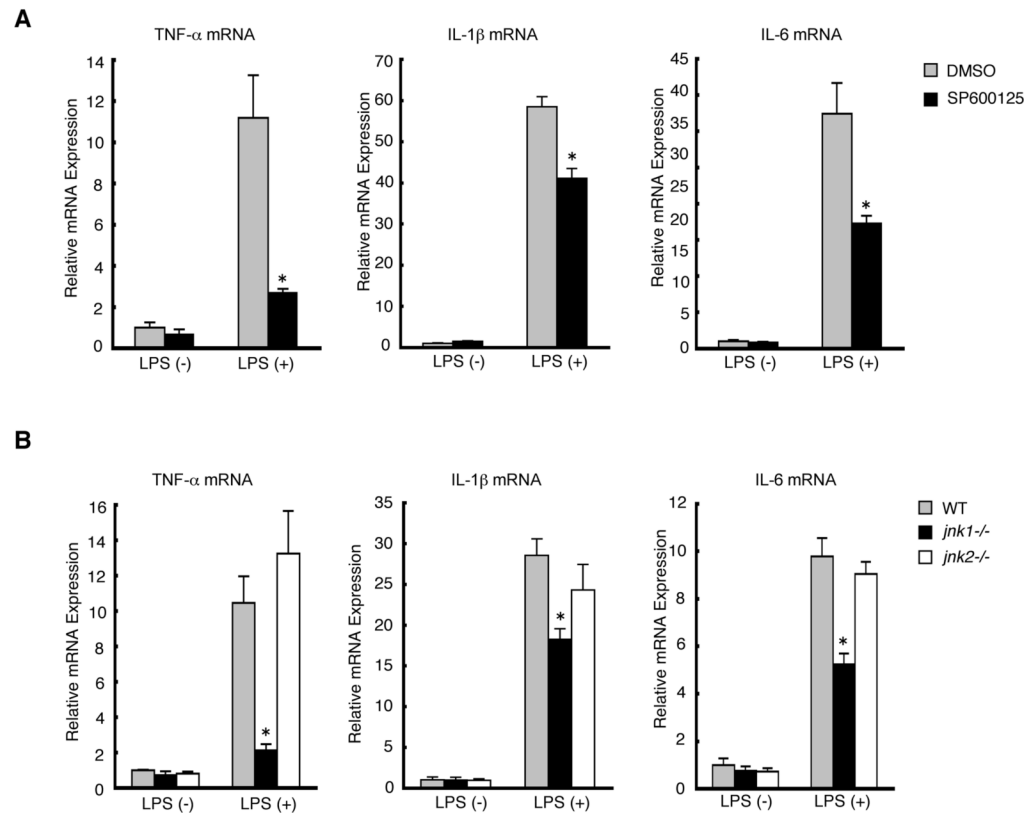 A
TNF-α mRNA
IL-1β mRNA
IL-6 mRNA
DMSO
SP600125
Relative mRNA Expression
14
12
10
8
6
4
2
0
*
LPS (-)
LPS (+)
Relative mRNA Expression
70
60
50
40
30
20
10
0
*
LPS (-)
LPS (+)
Relative mRNA Expression
45
40
35
30
25
20
15
10
5
0
*
LPS (-)
LPS (+)
B
TNF-α mRNA
IL-1β mRNA
IL-6 mRNA
WT
jnk1-/-
jnk2-/-
Relative mRNA Expression
16
14
12
10
8
6
4
2
0
*
LPS (-)
LPS (+)
Relative mRNA Expression
35
30
25
20
15
10
5
0
*
LPS (-)
LPS (+)
Relative mRNA Expression
12
10
8
6
4
2
0
*
LPS (-)
LPS (+)